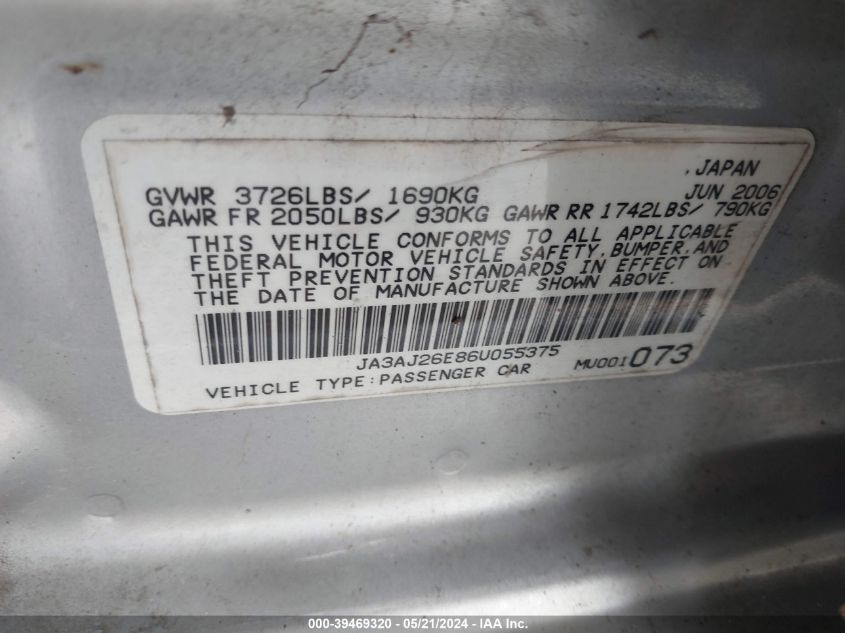 .JAPAN
GVWR 3726LBS/ 1690KG JUN 2006
GAWR FR 2050LBS/ 930KG GAWR RR 1742LBS/ 790KG
THIS VEHICLE CONFORMS TO ALL APPLICABLE
FEDERAL MOTOR VEHICLE SAFETY,BUMPER,AND
THEFT PREVENTION STANDARDS IN EFFECT ON
THE DATE OF MANUFACTURE SHOWN ABOVE.
JA3AJ26E86U055375 MU001073
VEHICLE TYPE:PASSENGER CAR
000-39469320 / 05/21/2024 - © IAA Inc.